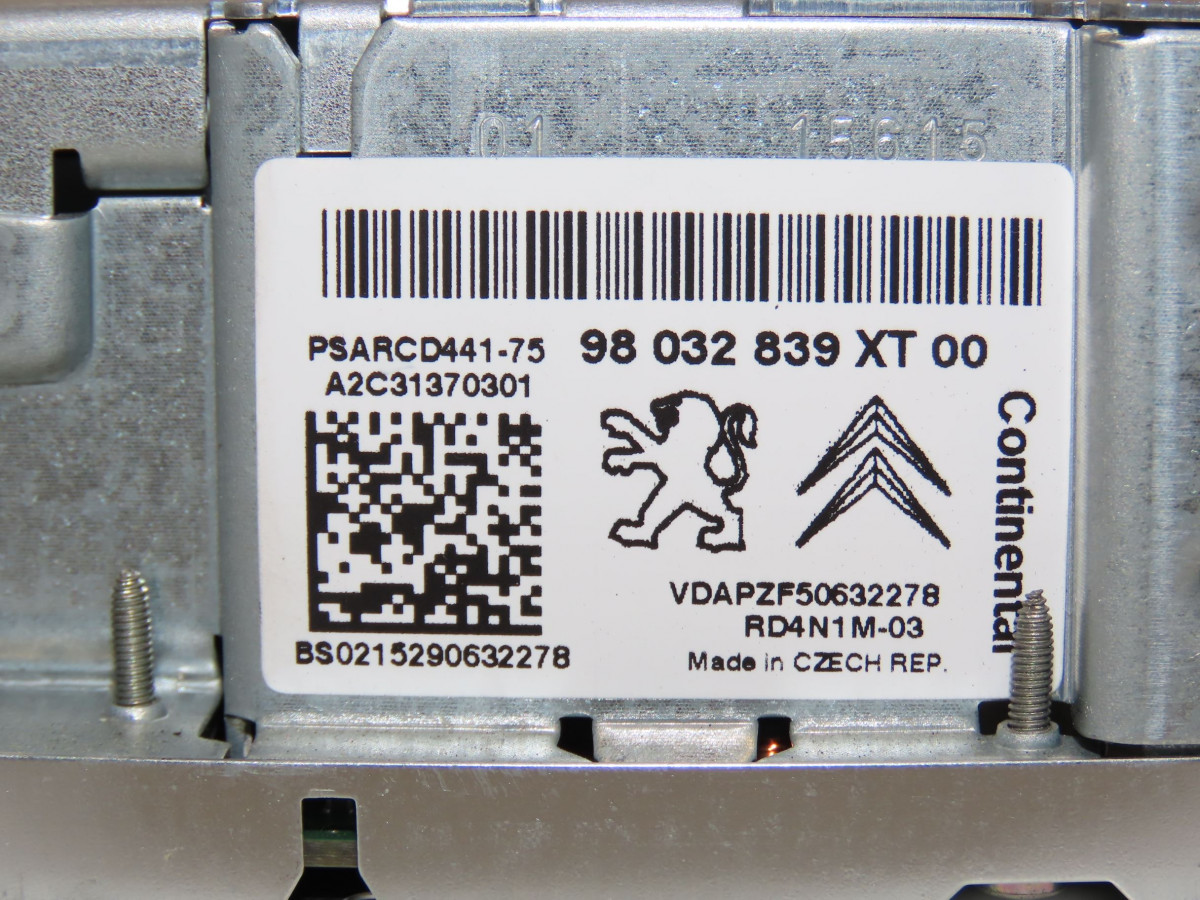 01 15615
PSARCD441-75
98 032 839 XT 00
A2C31370301
Continental
VDAPZF50632278
RD4N1M-03
BS0215290632278
Made in CZECH REP.